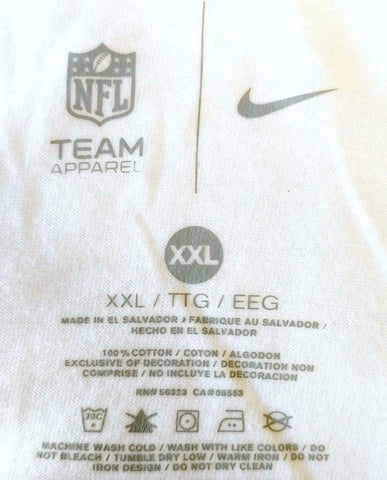 NFL
TEAM
APPAREL
XXL
XXL / TTG / EEG
MADE IN EL SALVADOR / FABRIQUE AU SALVADOR /
HECHO EN EL SALVADOR
100% COTTON / COTON / ALGODON
EXCLUSIVE OF DECORATION / DECORATION NON
COMPRISE / NO INCLUYE LA DECORACION
RN# 56323 CA#05553
30C
MACHINE WASH COLD / WASH WITH LIKE COLORS / DO
NOT BLEACH / TUMBLE DRY LOW / WARM IRON / DO NOT
IRON DESIGN / DO NOT DRY CLEAN